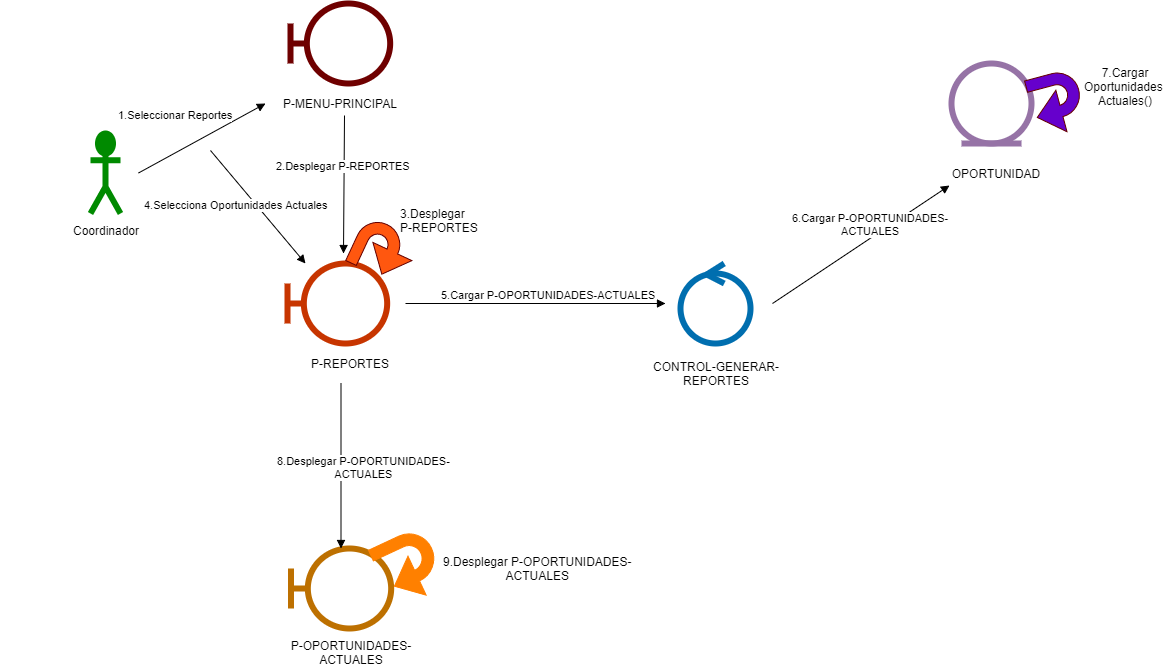 P-MENU-PRINCIPAL
1.Seleccionar Reportes
7.Cargar
Oportunidades
Actuales()
OPORTUNIDAD
2.Desplegar P-REPORTES
4.Selecciona Oportunidades Actuales
Coordinador
3.Desplegar
P-REPORTES
6.Cargar P-OPORTUNIDADES-
ACTUALES
5.Cargar P-OPORTUNIDADES-ACTUALES
P-REPORTES
CONTROL-GENERAR-
REPORTES
8.Desplegar P-OPORTUNIDADES-
ACTUALES
9.Desplegar P-OPORTUNIDADES-
ACTUALES
P-OPORTUNIDADES-
ACTUALES